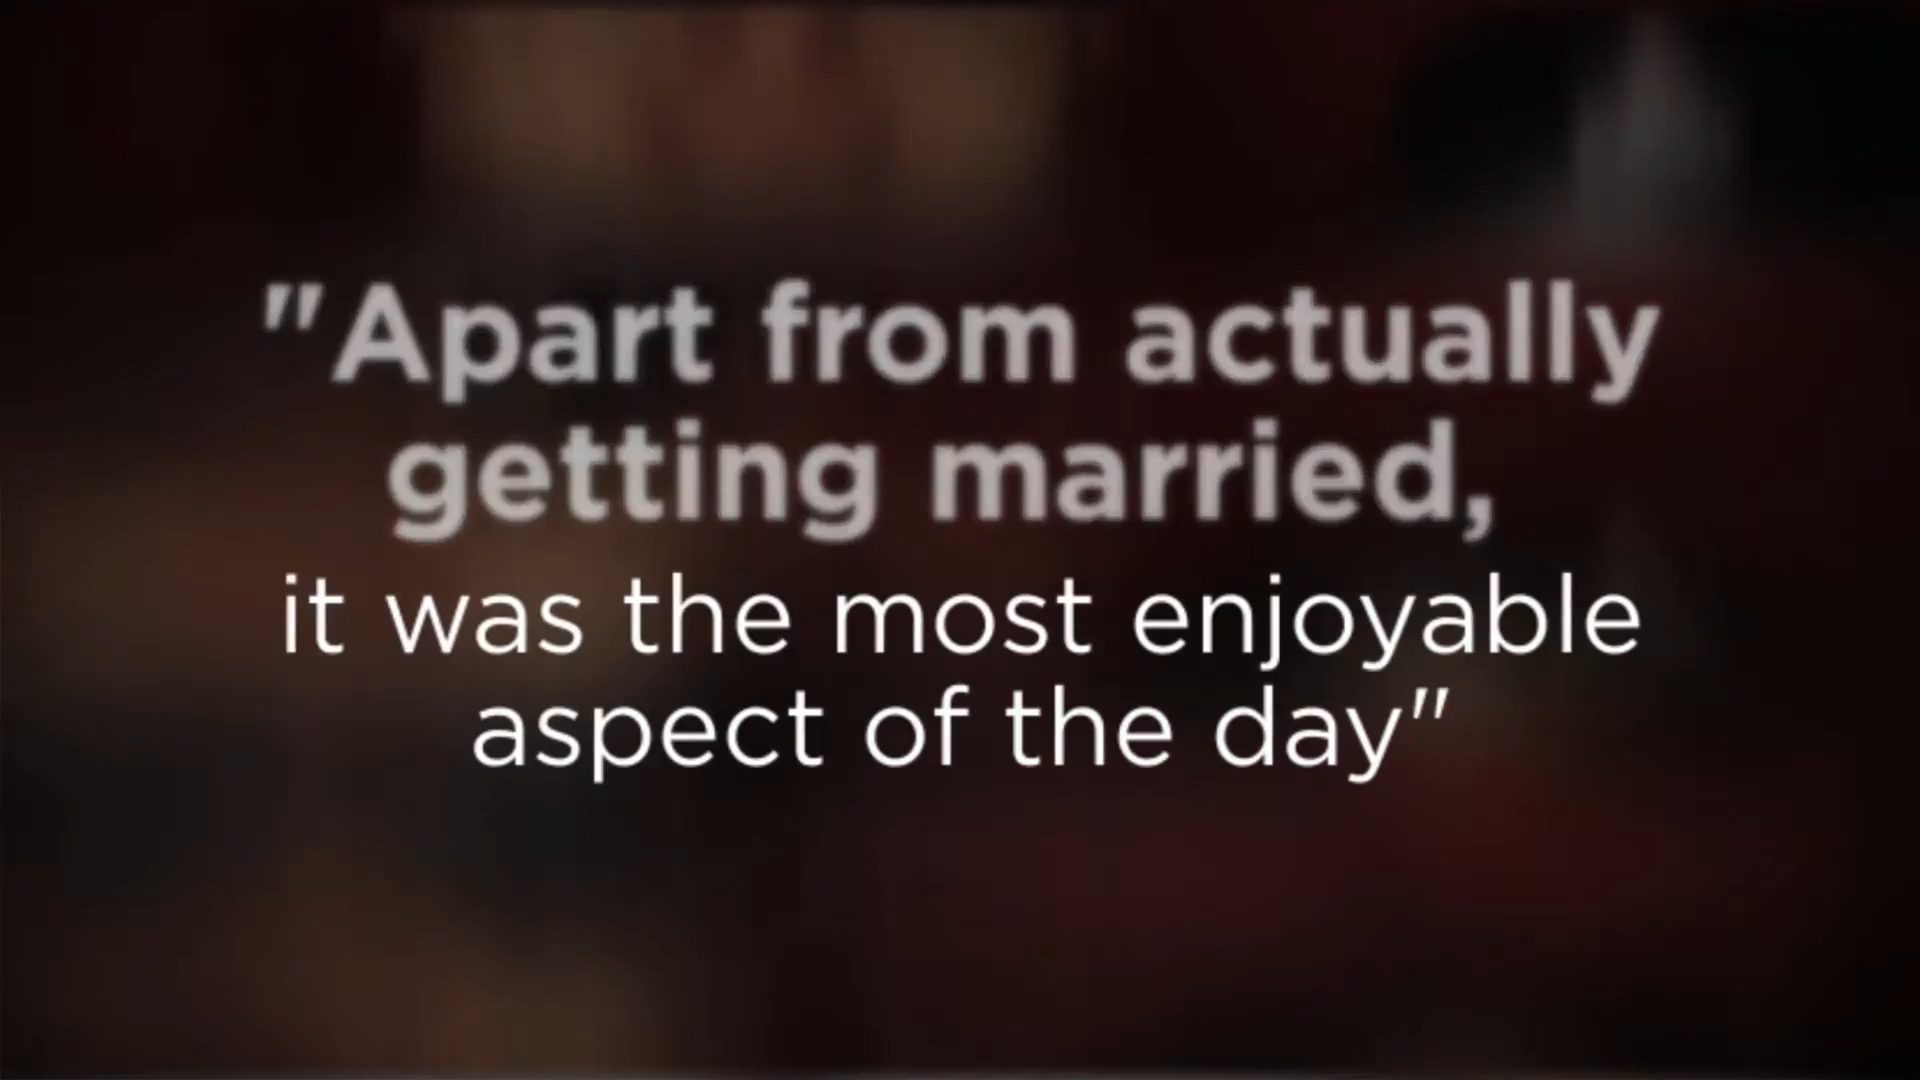 "Apart from actually
getting married,
it was the most enjoyable
aspect of the day"